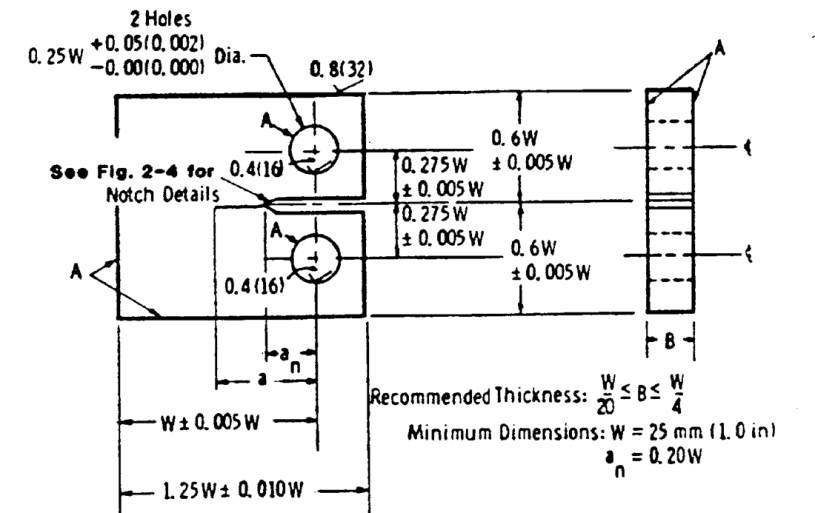 2 Holes
0.25W +0.05(0.002) Dia.
-0.00(0.000)
0.8(32)
A
A
0.6W
± 0.005W
See Fig. 2-4 for
Notch Details
0.4(16)
0.275W
± 0.005W
0.275W
± 0.005W
A
A
0.4(16)
0.6W
± 0.005W
a
n
a
B
Recommended Thickness: W/20 ≤ B ≤ W/4
W ± 0.005W
Minimum Dimensions: W = 25 mm (1.0 in)
a
n = 0.20W
1.25W ± 0.010W